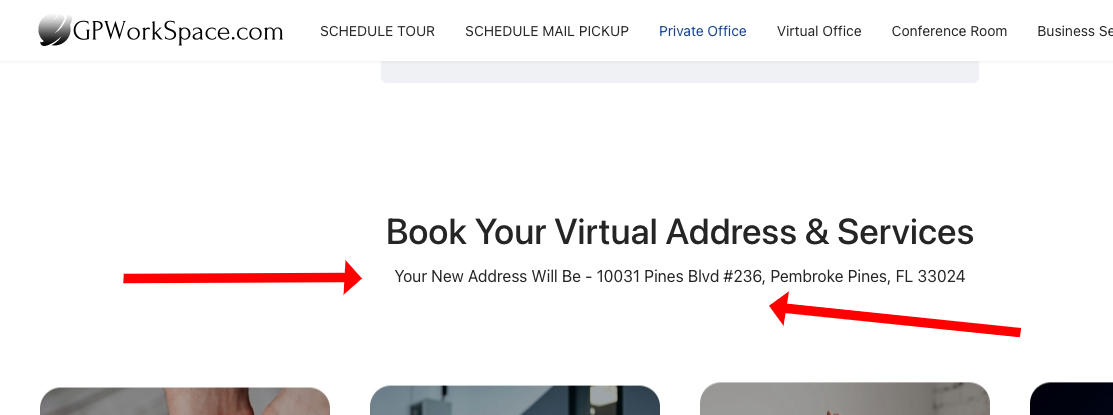 GPWorkSpace.com SCHEDULE TOUR SCHEDULE MAIL PICKUP Private Office Virtual Office Conference Room Business Se
Book Your Virtual Address & Services
Your New Address Will Be - 10031 Pines Blvd #236, Pembroke Pines, FL 33024